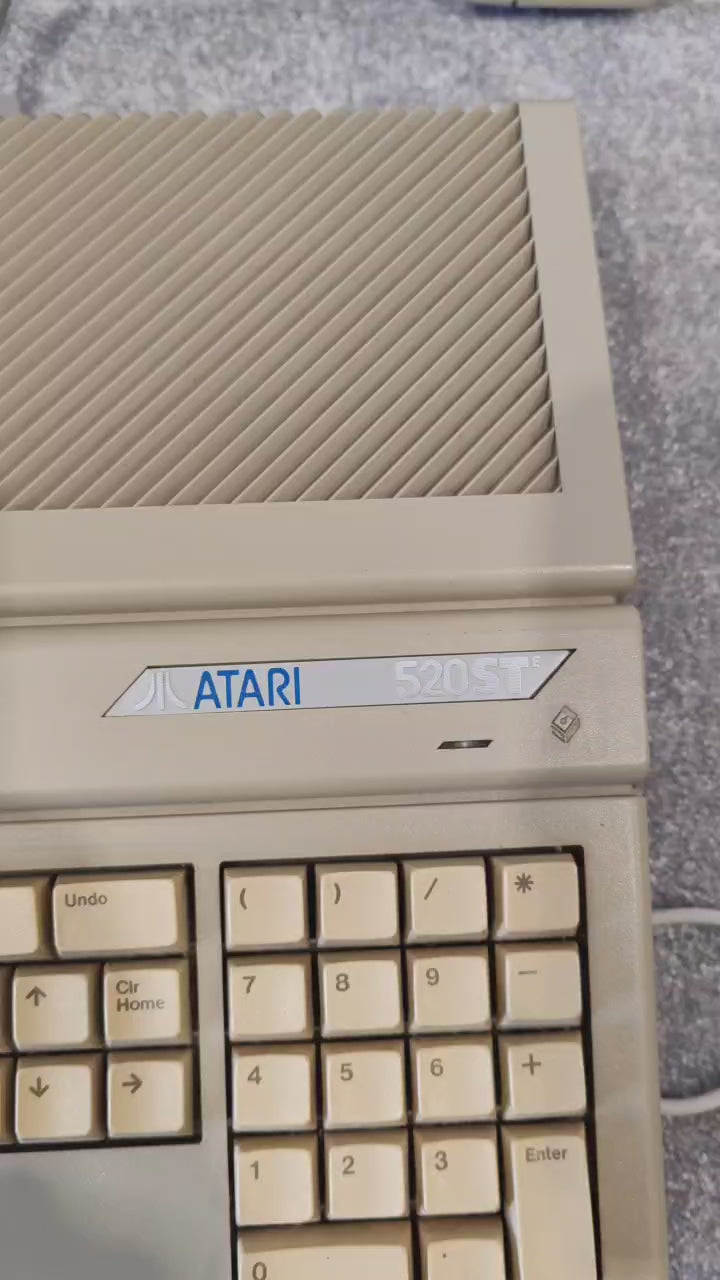 ATARI 520STE
Undo ( ) / *
Clr
Home
7 8 9 -
4 5 6 +
1 2 3 Enter
0 .